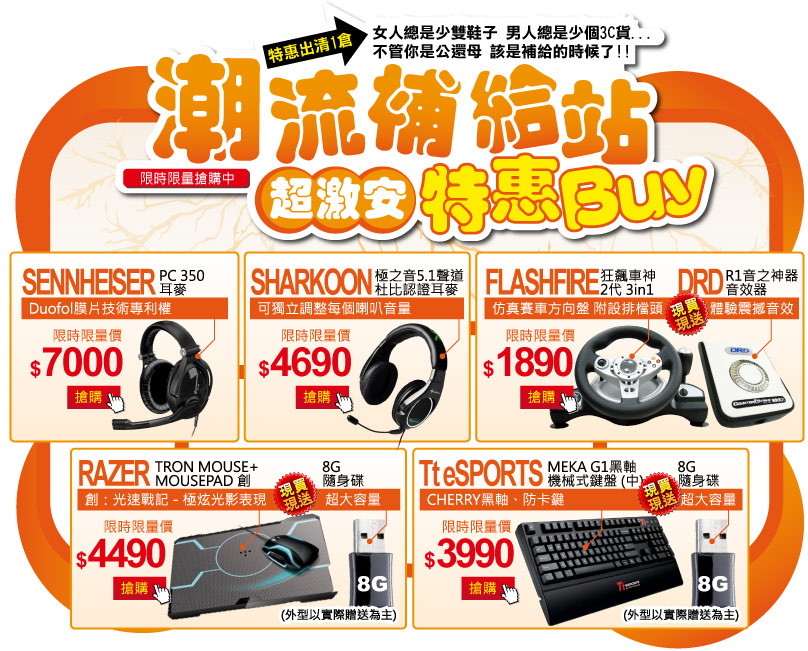 特惠出清1倉
女人總是少雙鞋子 男人總是少個3C貨...
不管你是公還母 該是補給的時候了!!
潮流補給站
限時限量搶購中
超激安 特惠Buy
SENNHEISER PC 350
耳麥
Duofol膜片技術專利權
限時限量價
$7000
搶購
SHARKOON 極之音5.1聲道
杜比認證耳麥
可獨立調整每個喇叭音量
限時限量價
$4690
搶購
FLASHFIRE 狂飆車神
2代 3in1
仿真賽車方向盤 附設排檔頭
限時限量價
$1890
搶購
現買
現送
DRD R1音之神器
音效器
體驗震撼音效
DRD
RAZER TRON MOUSE+
MOUSEPAD 創
創：光速戰記 - 極炫光影表現
限時限量價
$4490
搶購
現買
現送
8G
隨身碟
超大容量
8G
(外型以實際贈送為主)
Tt eSPORTS MEKA G1黑軸
機械式鍵盤 (中)
CHERRY黑軸、防卡鍵
限時限量價
$3990
搶購
現買
現送
8G
隨身碟
超大容量
8G
(外型以實際贈送為主)